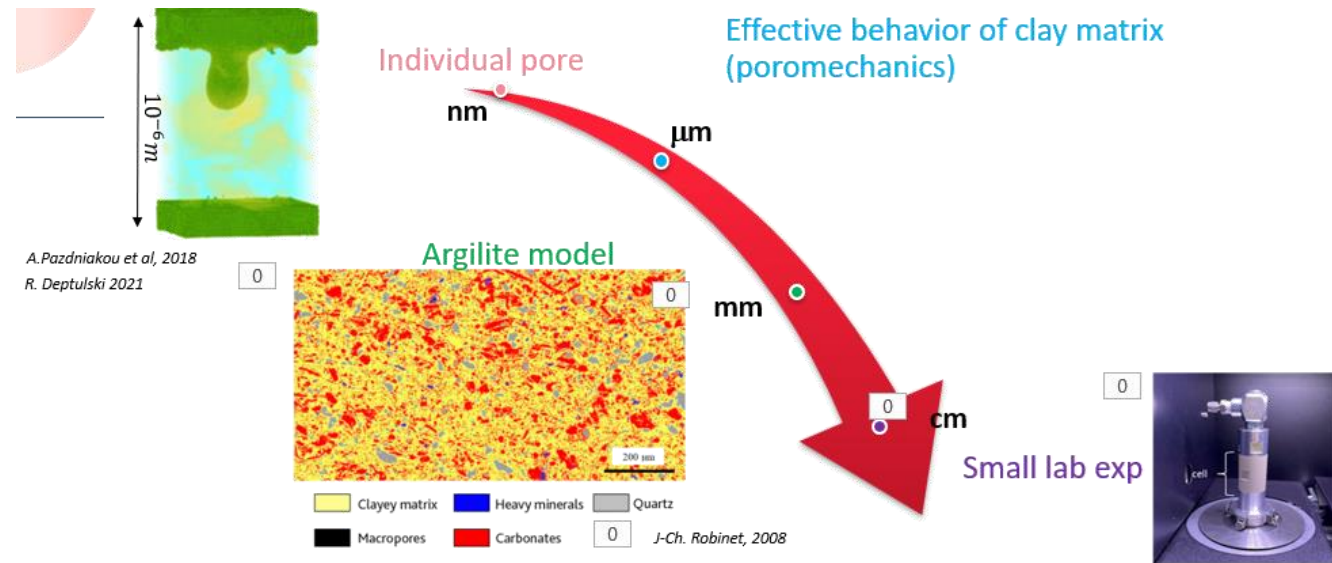 Effective behavior of clay matrix
(poromechanics)
Individual pore
nm
μm
10⁻⁶m
A.Pazdniakou et al, 2018
R. Deptulski 2021
0
Argilite model
0
mm
200 μm
0
cm
0
Small lab exp
cell
Clayey matrix
Heavy minerals
Quartz
Macropores
Carbonates
0
J-Ch. Robinet, 2008